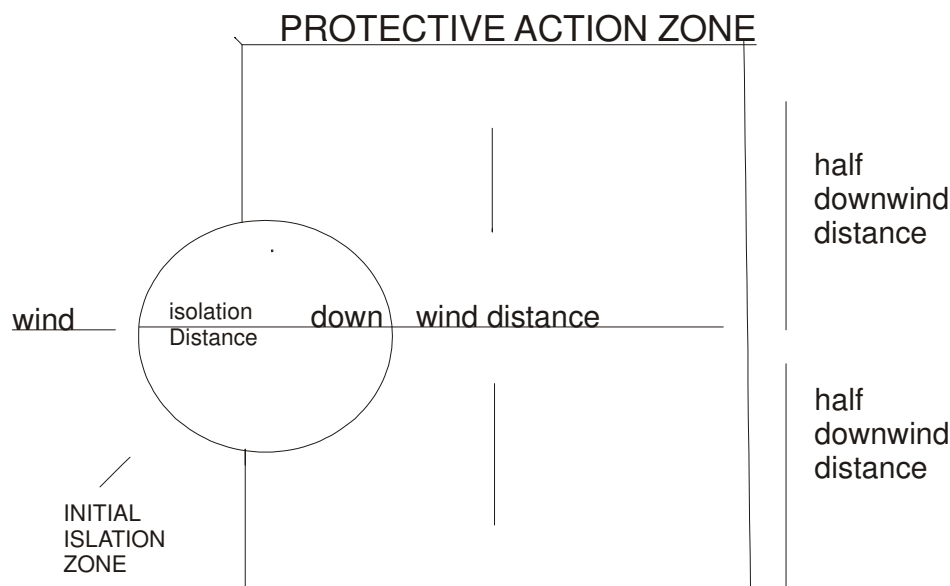 PROTECTIVE ACTION ZONE
half
downwind
distance
wind
isolation
Distance
down wind distance
half
downwind
distance
INITIAL
ISLATION
ZONE